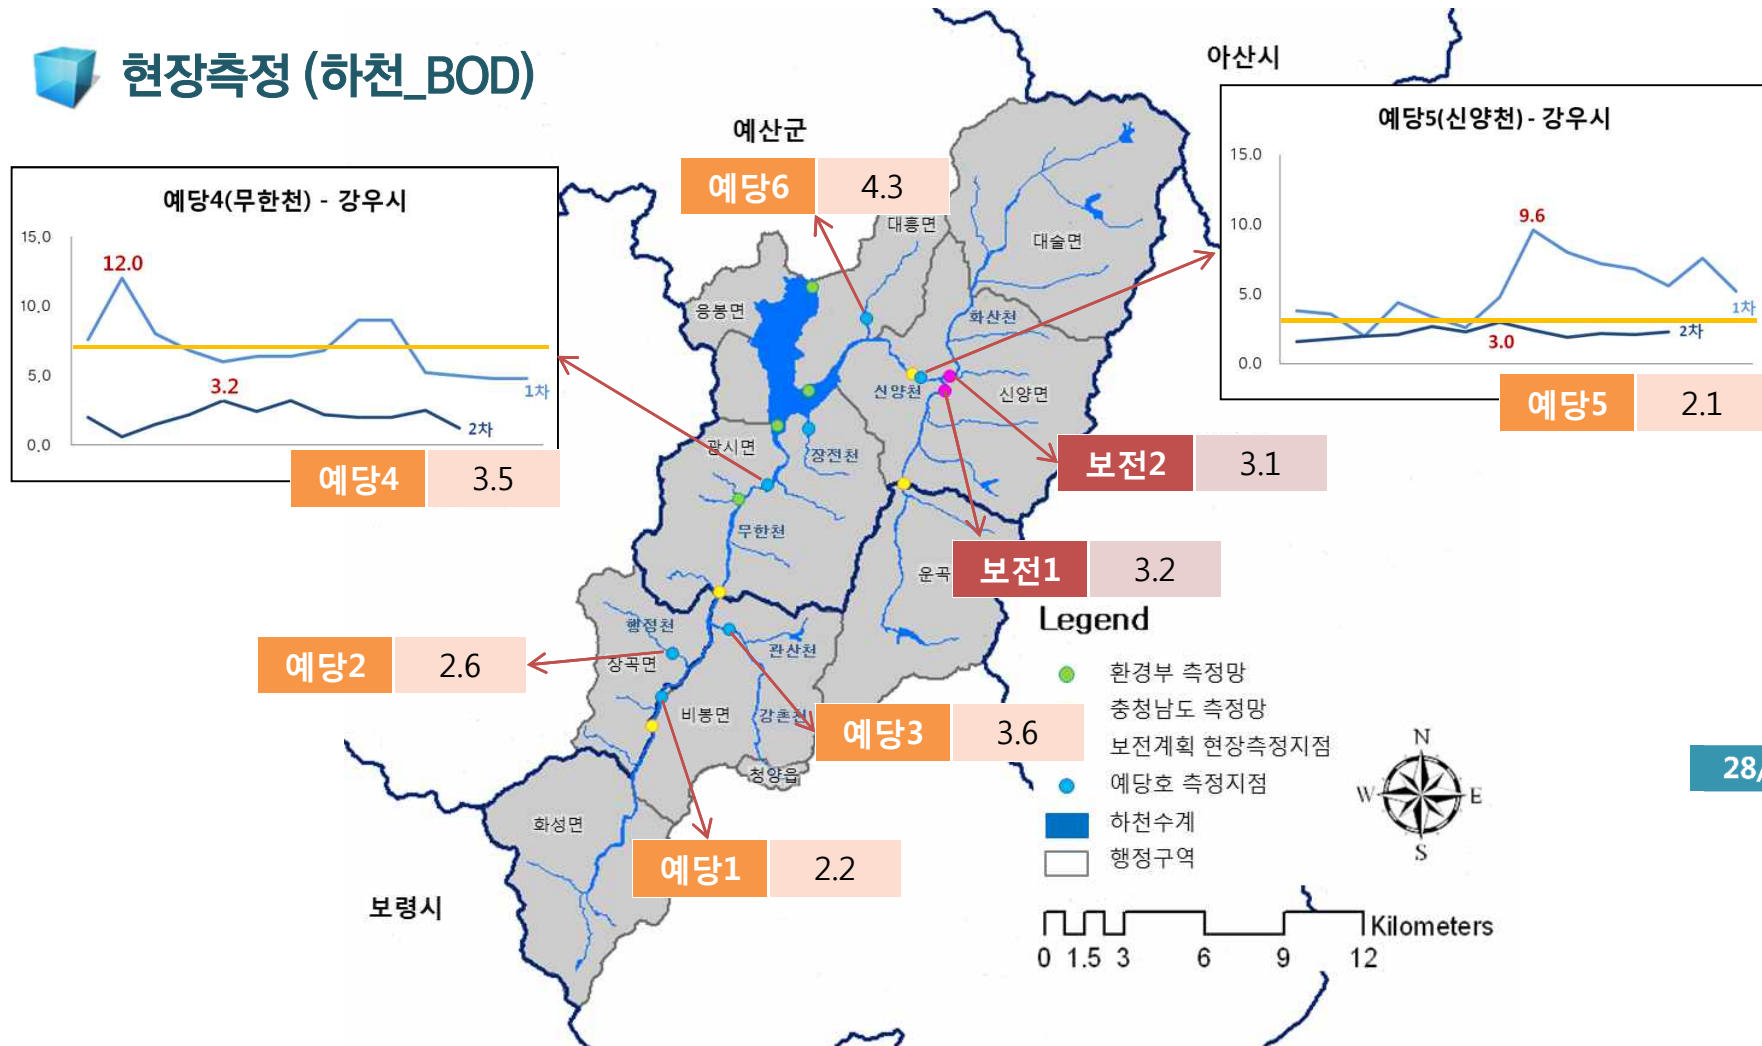 현장측정 (하천_BOD)
아산시
예산군
예당4(무한천) - 강우시
15.0
10.0
5.0
0.0
12.0
3.2
1차
2차
예당4 3.5
예당5(신양천) - 강우시
15.0
10.0
5.0
0.0
9.6
3.0
1차
2차
예당5 2.1
예당6 4.3
대흥면
대술면
응봉면
화산천
신양천
신양면
광시면
장전천
보전2 3.1
무한천
보전1 3.2
운곡
행정천
관산천
장곡면
예당2 2.6
비봉면
강촌천
예당3 3.6
청양읍
화성면
예당1 2.2
보령시
Legend
환경부 측정망
충청남도 측정망
보전계획 현장측정지점
예당호 측정지점
하천수계
행정구역
N
W E
S
Kilometers
0 1.5 3 6 9 12
28/